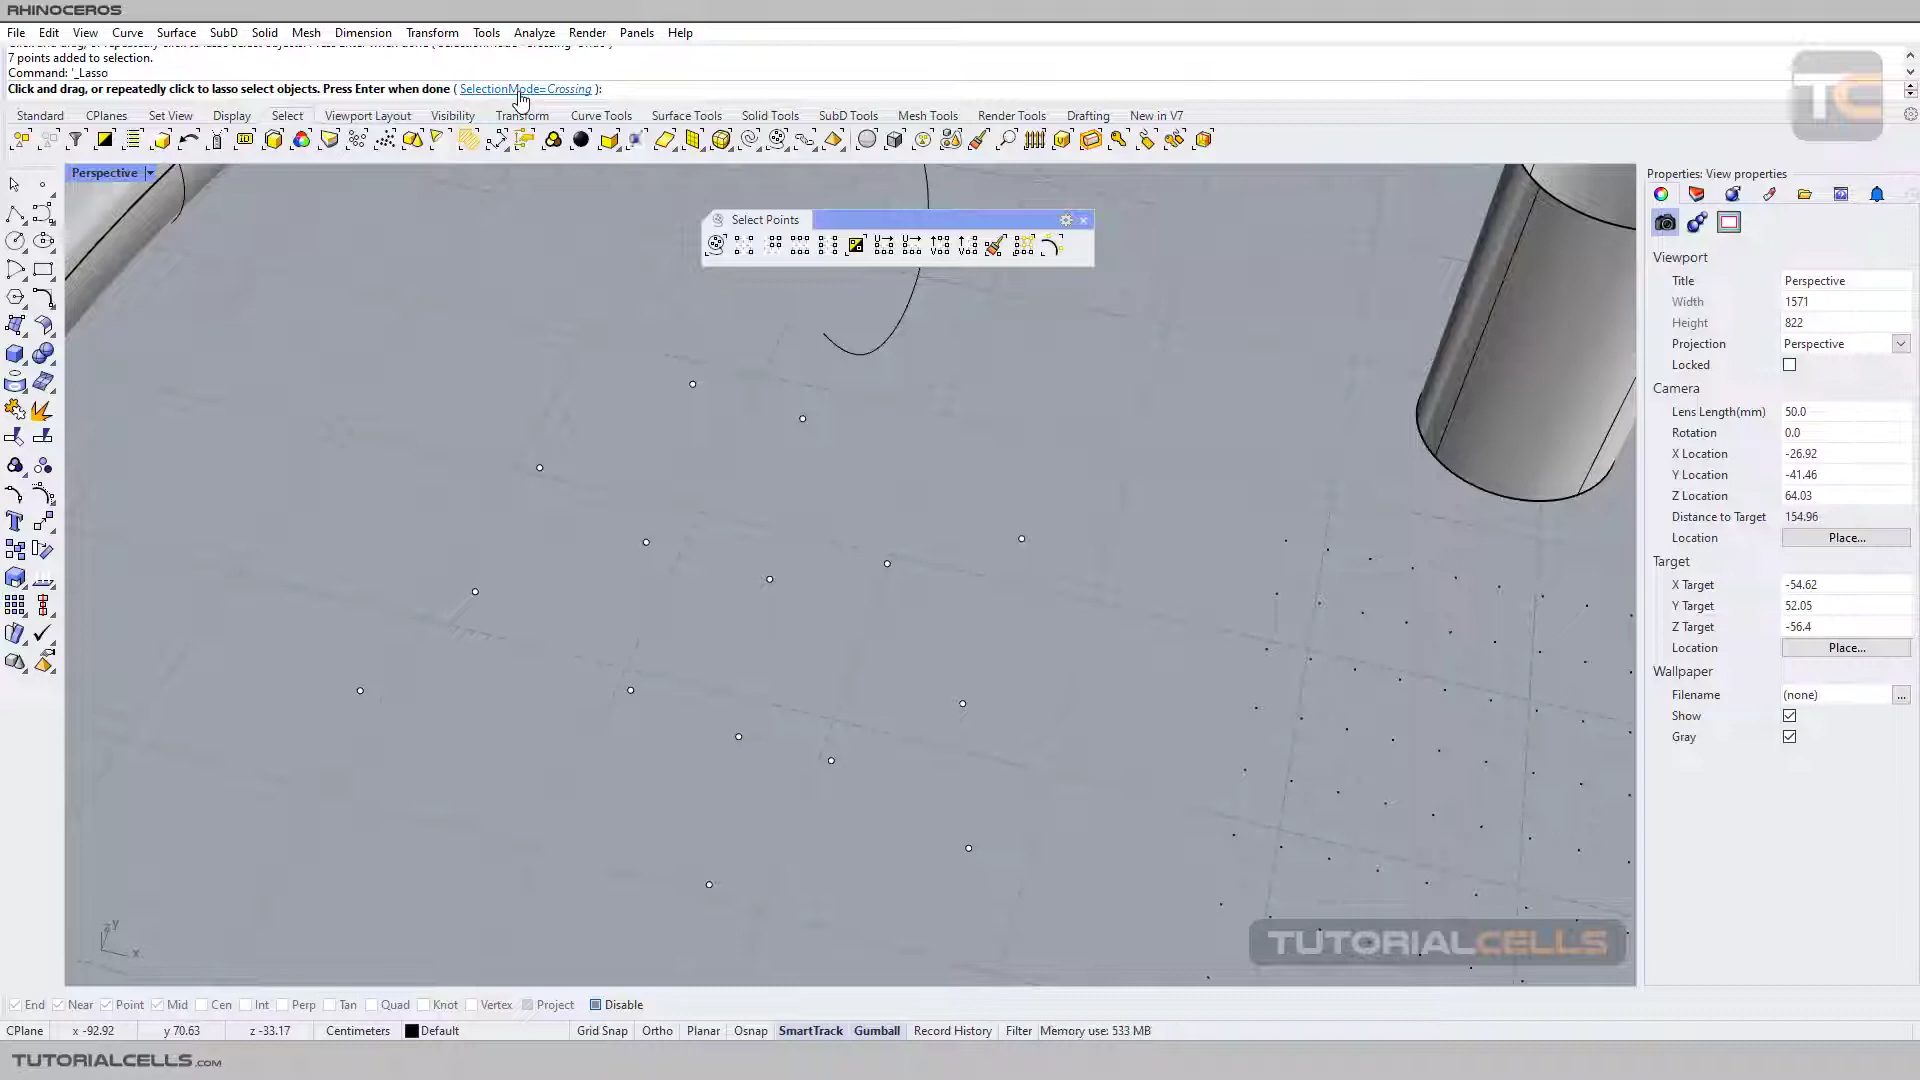 RHINOCEROS
File Edit View Curve Surface SubD Solid Mesh Dimension Transform Tools Analyze Render Panels Help
7 points added to selection.
Command: '_Lasso
Click and drag, or repeatedly click to lasso select objects. Press Enter when done ( SelectionMode=Crossing ):
TC
Standard CPlanes Set View Display Select Viewport Layout Visibility Transform Curve Tools Surface Tools Solid Tools SubD Tools Mesh Tools Render Tools Drafting New in V7
Perspective
Select Points
Properties: View properties
Viewport
Title Perspective
Width 1571
Height 822
Projection Perspective
Locked
Camera
Lens Length(mm) 50.0
Rotation 0.0
X Location -26.92
Y Location -41.46
Z Location 64.03
Distance to Target 154.96
Location Place...
Target
X Target -54.62
Y Target 52.05
Z Target -56.4
Location Place...
Wallpaper
Filename (none) ...
Show
Gray
y
x
TUTORIALCELLS
End Near Point Mid Cen Int Perp Tan Quad Knot Vertex Project Disable
CPlane x -92.92 y 70.63 z -33.17 Centimeters Default Grid Snap Ortho Planar Osnap SmartTrack Gumball Record History Filter Memory use: 533 MB
TUTORIALCELLS.COM